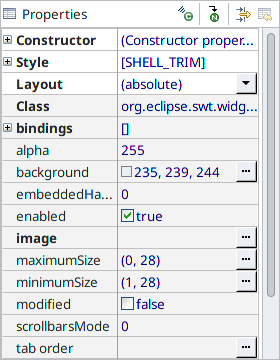 Properties
Constructor (Constructor proper...
Style [SHELL_TRIM]
Layout (absolute)
Class org.eclipse.swt.widg...
bindings []
alpha 255
background 235, 239, 244 ...
embeddedHa... 0
enabled true
image ...
maximumSize (0, 28) ...
minimumSize (1, 28) ...
modified false
scrollbarsMode 0
tab order ...